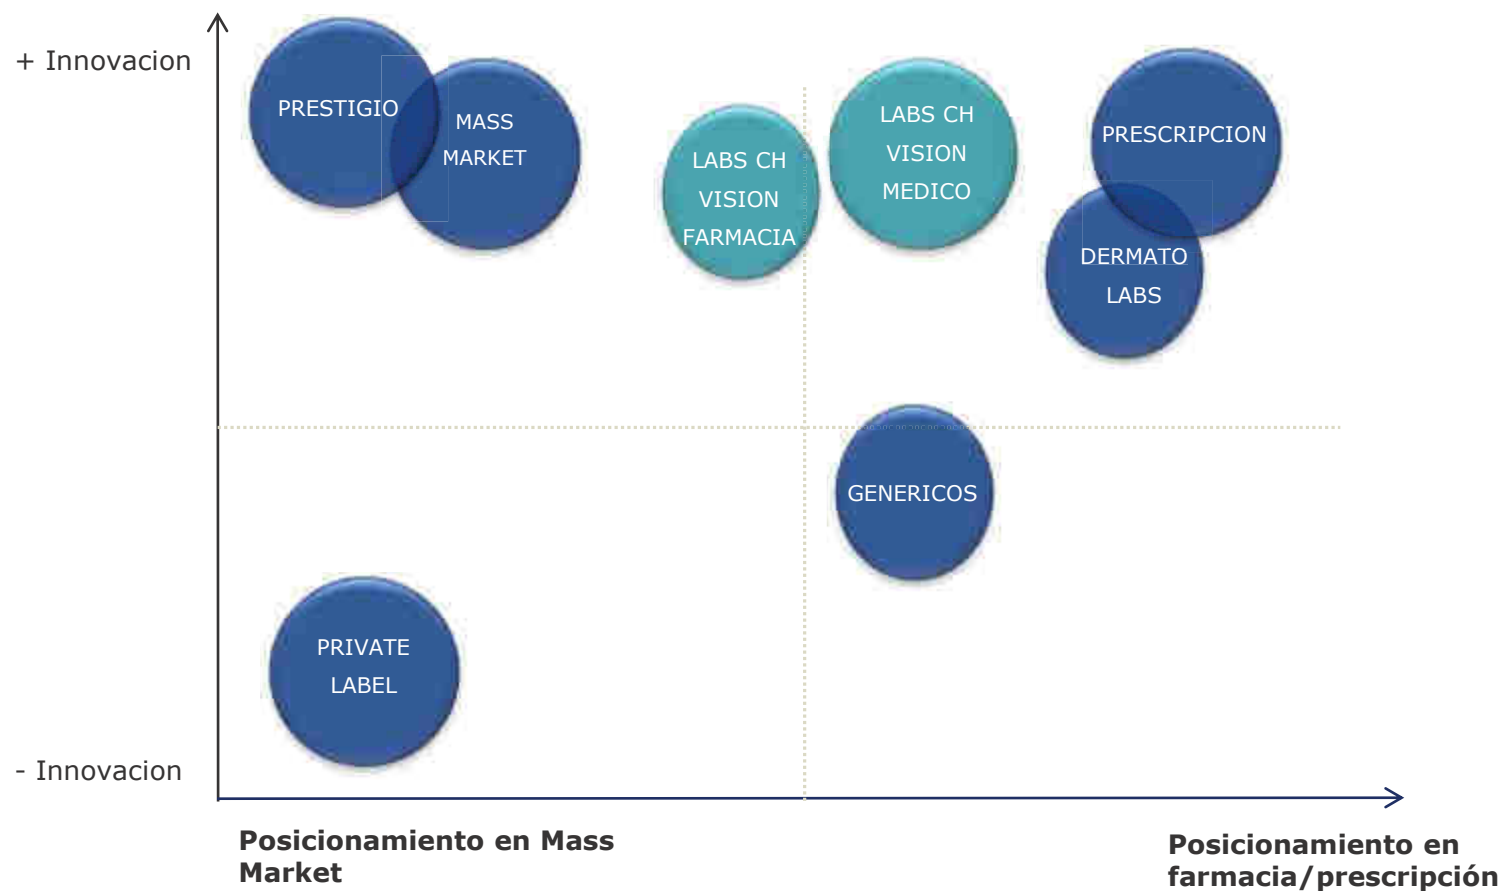 + Innovacion
PRESTIGIO
MASS
MARKET
LABS CH
VISION
FARMACIA
LABS CH
VISION
MEDICO
PRESCRIPCION
DERMATO
LABS
GENERICOS
PRIVATE
LABEL
- Innovacion
Posicionamiento en Mass
Market
Posicionamiento en
farmacia/prescripción